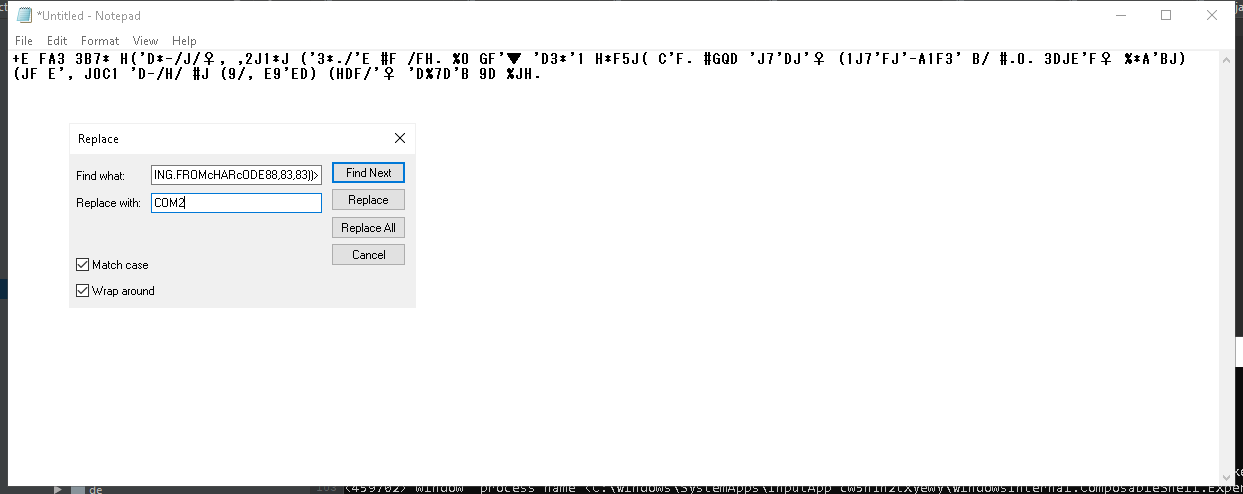 *Untitled - Notepad
File Edit Format View Help
+E FA3 3B7* H('D*-/J/♀, ,2J1*J ('3*./'E #F /FH. %0 GF'▼ 'D3*'1 H*F5J( C'F. #GQD 'J7'DJ'♀ (1J7'FJ'-A1F3' B/ #.0. 3DJE'F♀ %*A'BJ)
(JF E', J0C1 'D-/H/ #J (9/, E9'ED) (HDF/'♀ 'D%7D'B 9D %JH.
Replace
Find what: ING.FROMcHARcODE88,83,83))>
Find Next
Replace with: COM2
Replace
Replace All
Cancel
Match case
Wrap around
de